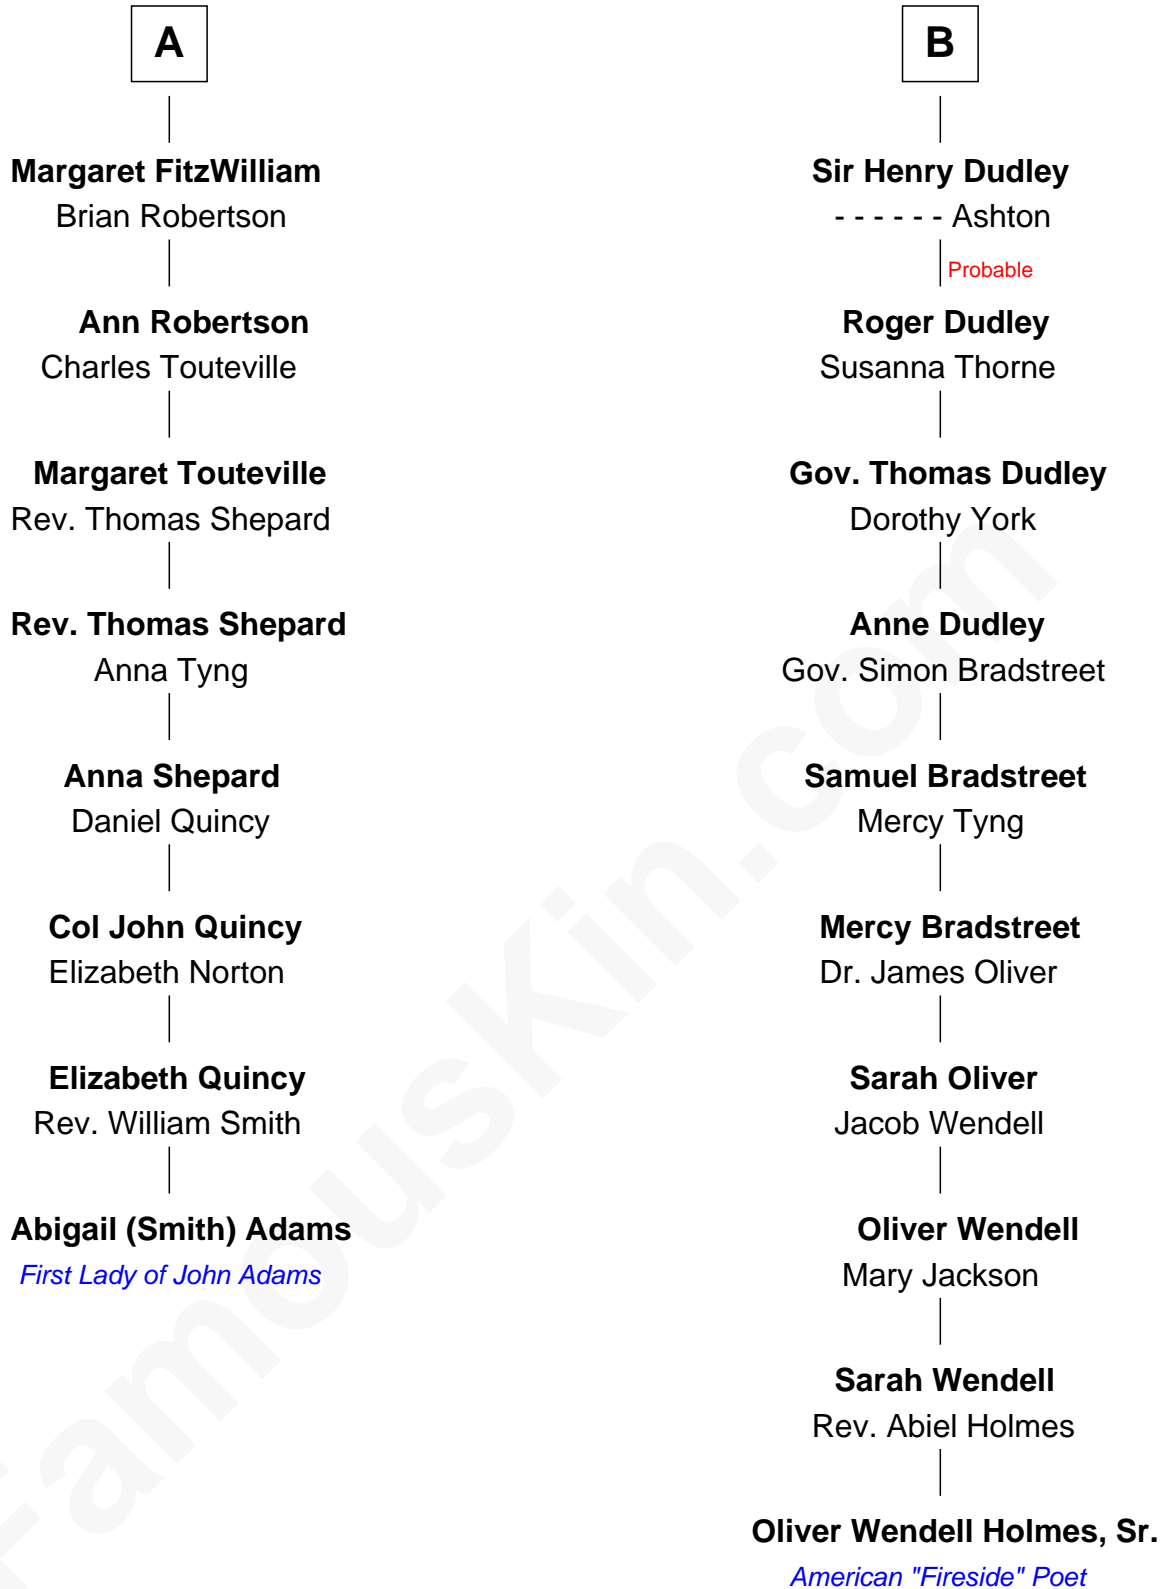 A
Margaret FitzWilliam
Brian Robertson
Ann Robertson
Charles Touteville
Margaret Touteville
Rev. Thomas Shepard
Rev. Thomas Shepard
Anna Tyng
Anna Shepard
Daniel Quincy
Col John Quincy
Elizabeth Norton
Elizabeth Quincy
Rev. William Smith
Abigail (Smith) Adams
First Lady of John Adams
B
Sir Henry Dudley
- - - - - - Ashton
Probable
Roger Dudley
Susanna Thorne
Gov. Thomas Dudley
Dorothy York
Anne Dudley
Gov. Simon Bradstreet
Samuel Bradstreet
Mercy Tyng
Mercy Bradstreet
Dr. James Oliver
Sarah Oliver
Jacob Wendell
Oliver Wendell
Mary Jackson
Sarah Wendell
Rev. Abiel Holmes
Oliver Wendell Holmes, Sr.
American "Fireside" Poet
FamousKin.com